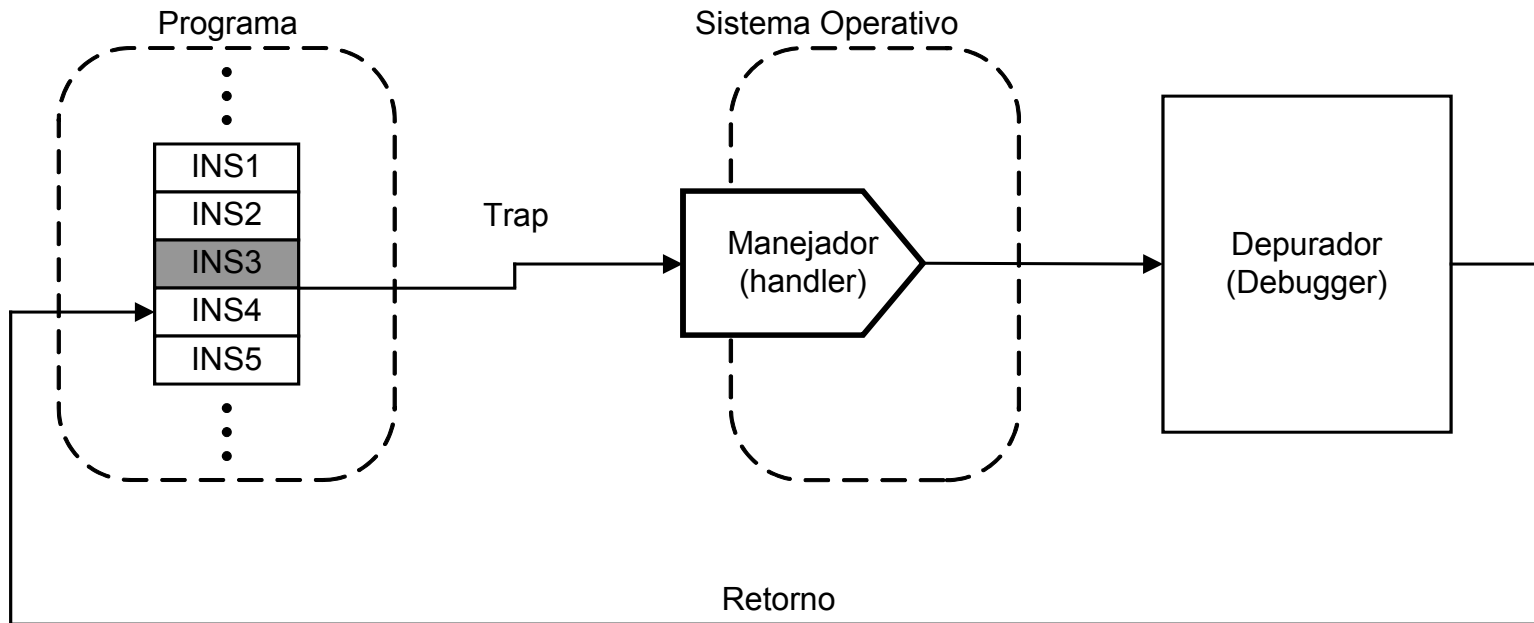 Programa
Sistema Operativo
INS1
INS2
INS3
INS4
INS5
Trap
Manejador
(handler)
Depurador
(Debugger)
Retorno